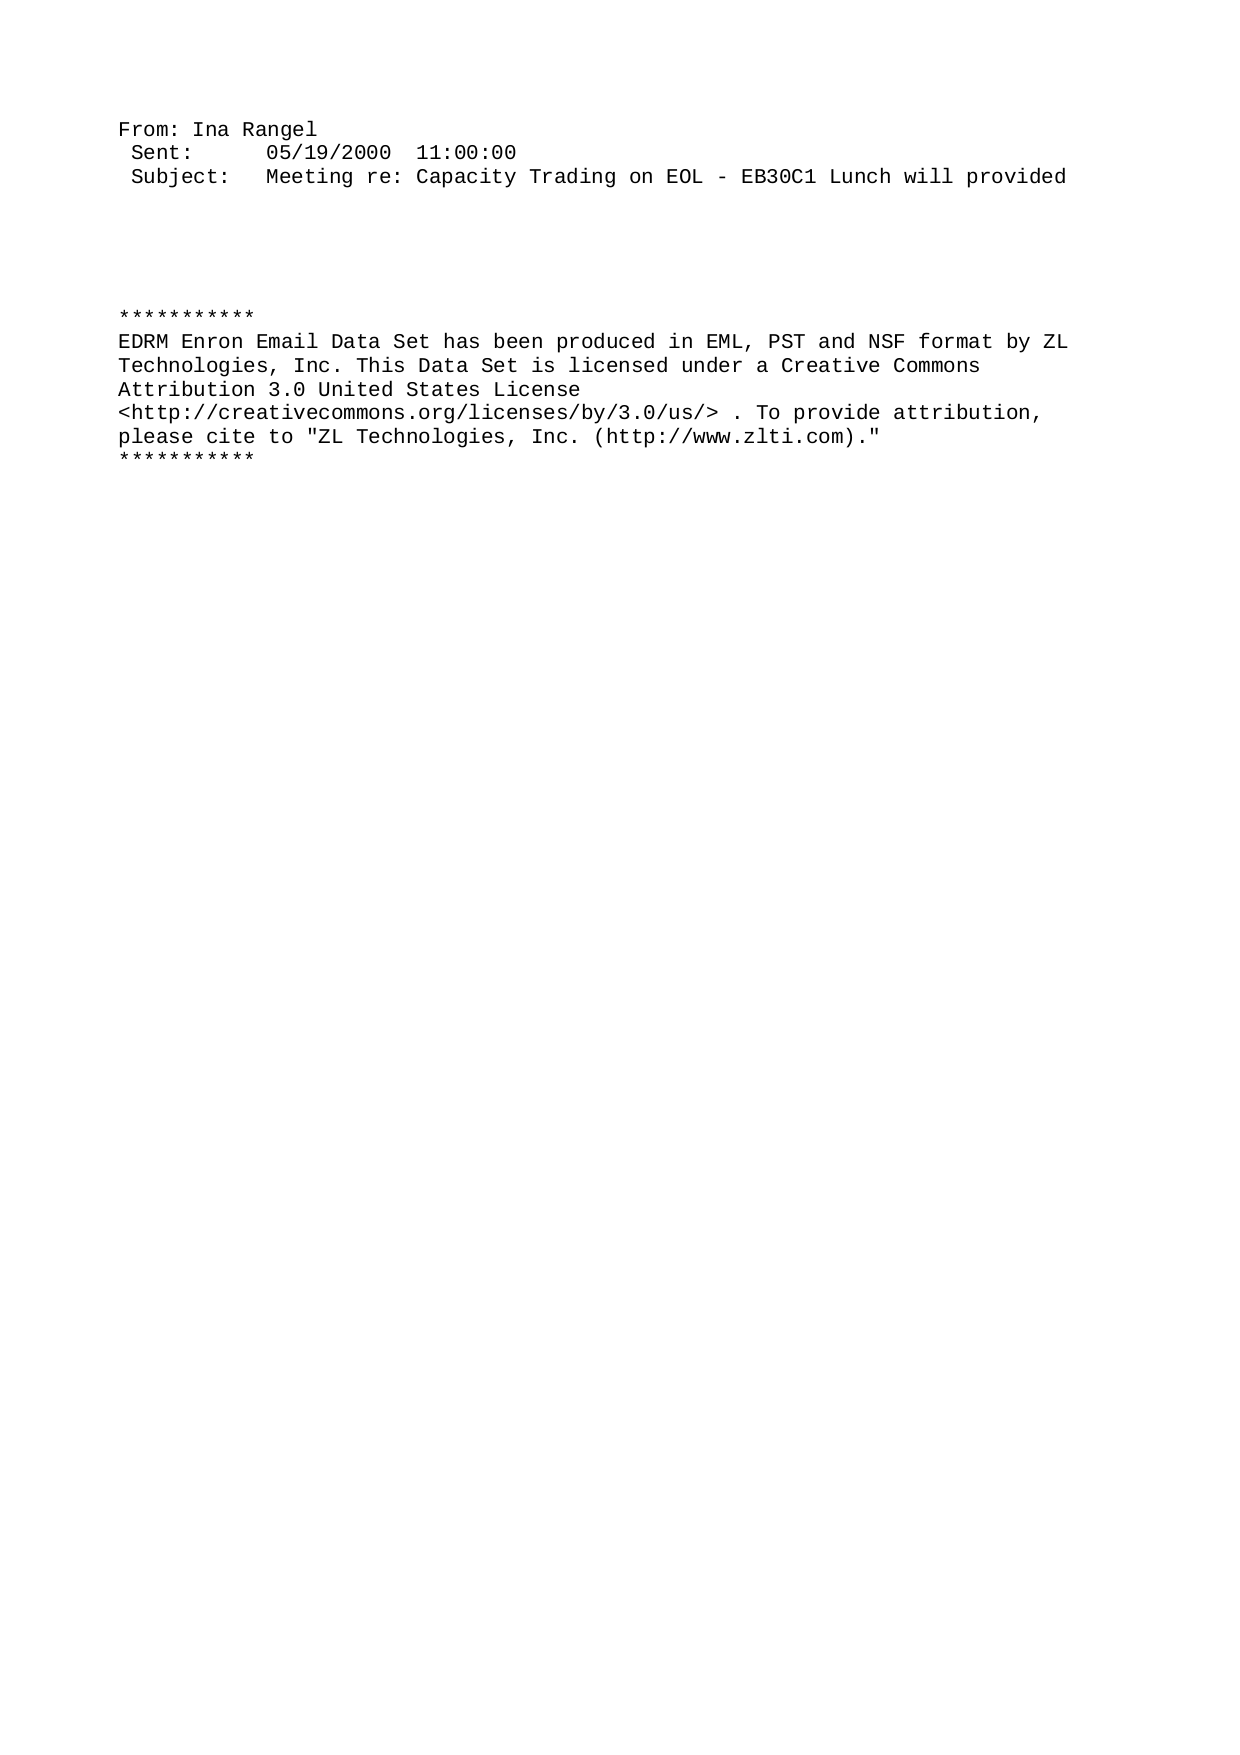 From: Ina Rangel
Sent: 05/19/2000 11:00:00
Subject: Meeting re: Capacity Trading on EOL - EB30C1 Lunch will provided
***********
EDRM Enron Email Data Set has been produced in EML, PST and NSF format by ZL
Technologies, Inc. This Data Set is licensed under a Creative Commons
Attribution 3.0 United States License
<http://creativecommons.org/licenses/by/3.0/us/> . To provide attribution,
please cite to "ZL Technologies, Inc. (http://www.zlti.com)."
***********